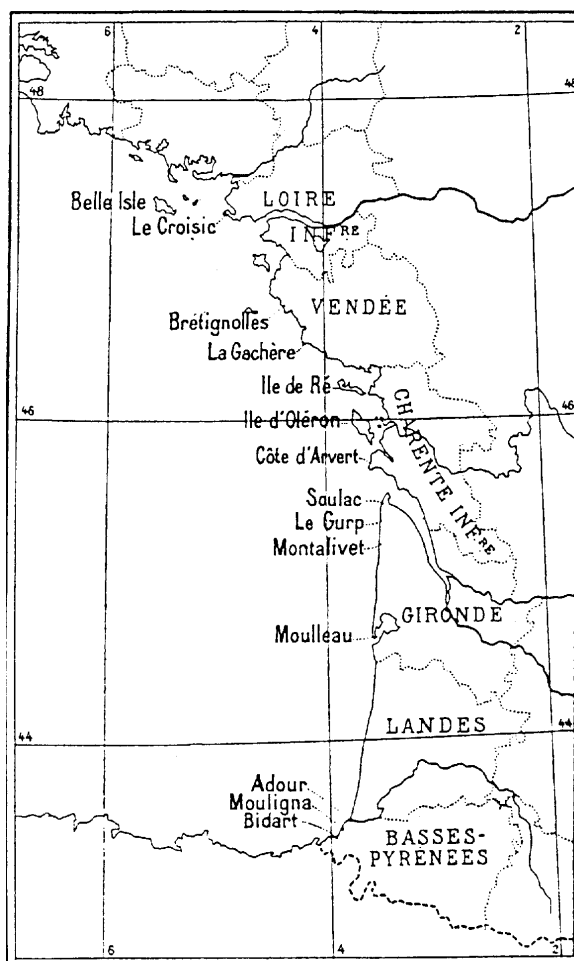 6 4 2
48 48
Belle Isle
Le Croisic
LOIRE
INFRE
VENDÉE
Brétignolles
La Gachère
Ile de Ré
46 46
Ile d'Oléron
CHARENTE INFRE
Côte d'Arvert
Soulac
Le Gurp
Montalivet
GIRONDE
Moulleau
LANDES
44 44
Adour
Mouligna
Bidart
BASSES-
PYRÉNÉES
6 4 2